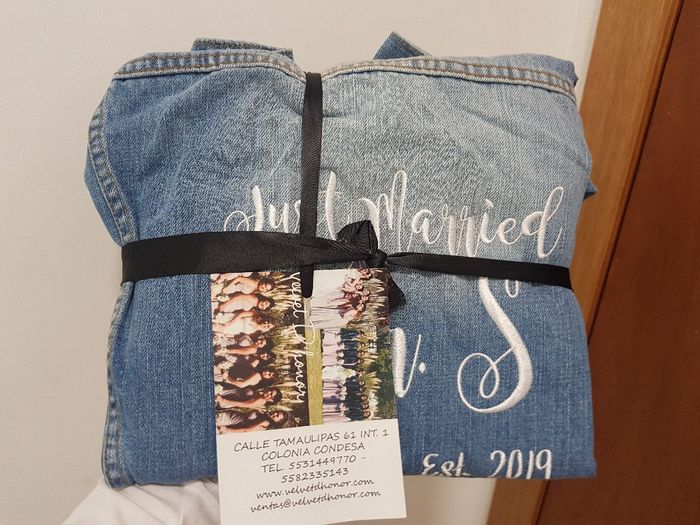 Just Married
. S
Est. 2019
Velvet D'honor
CALLE TAMAULIPAS 61 INT. 1
COLONIA CONDESA
TEL. 5531449770 -
5582335143
www.velvetdhonor.com
ventas@velvetdhonor.com